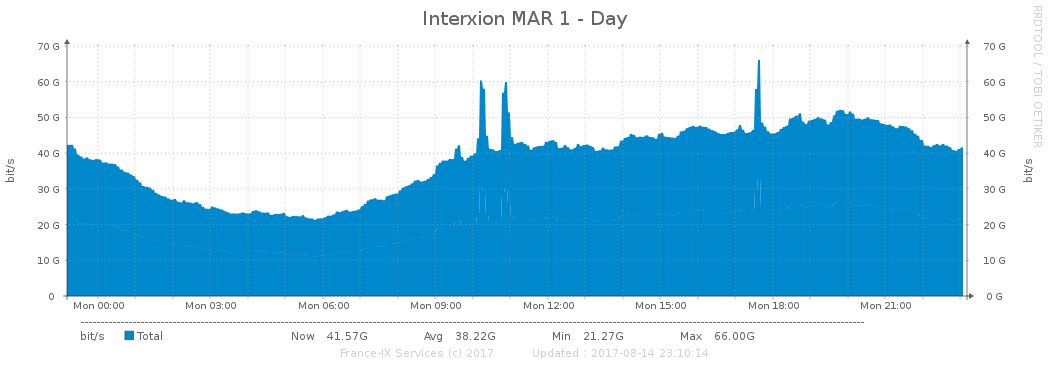 Interxion MAR 1 - Day
RRDTOOL / TOBI OETIKER
70 G 70 G
60 G 60 G
50 G 50 G
40 G 40 G
30 G 30 G
20 G 20 G
10 G 10 G
0 0 G
bit/s bit/s
Mon 00:00 Mon 03:00 Mon 06:00 Mon 09:00 Mon 12:00 Mon 15:00 Mon 18:00 Mon 21:00
bit/s Total Now 41.57G Avg 38.22G Min 21.27G Max 66.00G
France-IX Services (c) 2017 Updated : 2017-08-14 23:10:14